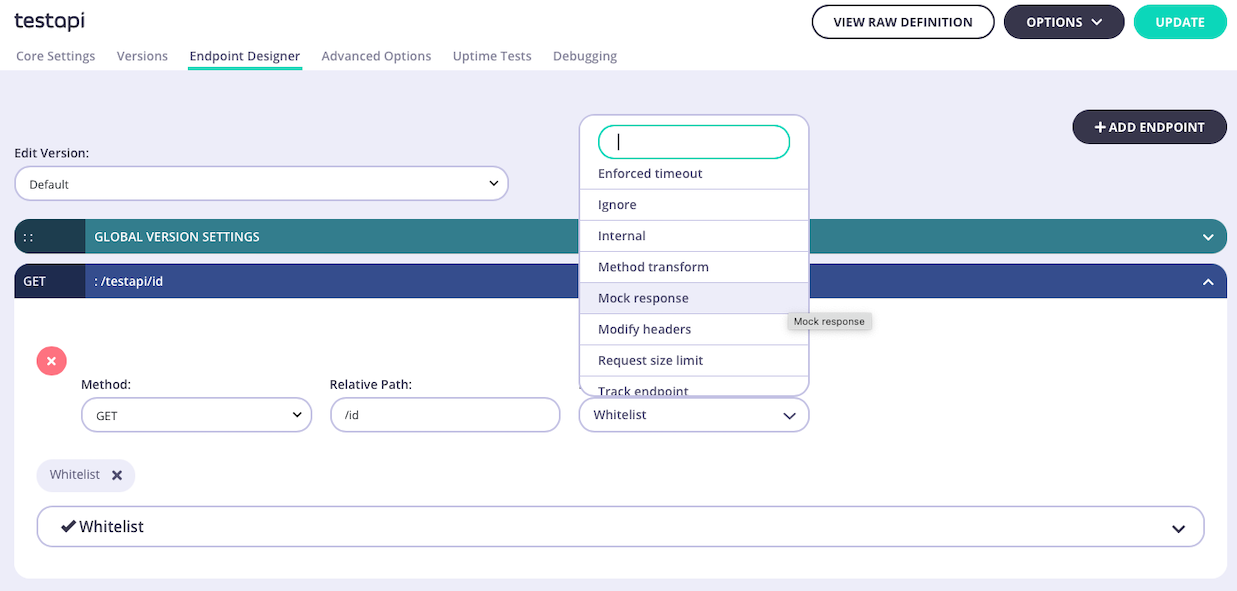 testapi
VIEW RAW DEFINITION
OPTIONS
UPDATE
Core Settings
Versions
Endpoint Designer
Advanced Options
Uptime Tests
Debugging
+ ADD ENDPOINT
Edit Version:
Default
:: GLOBAL VERSION SETTINGS
GET : /testapi/id
Enforced timeout
Ignore
Internal
Method transform
Mock response
Mock response
Modify headers
Request size limit
Track endpoint
Method:
Relative Path:
GET
/id
Whitelist
Whitelist
Whitelist